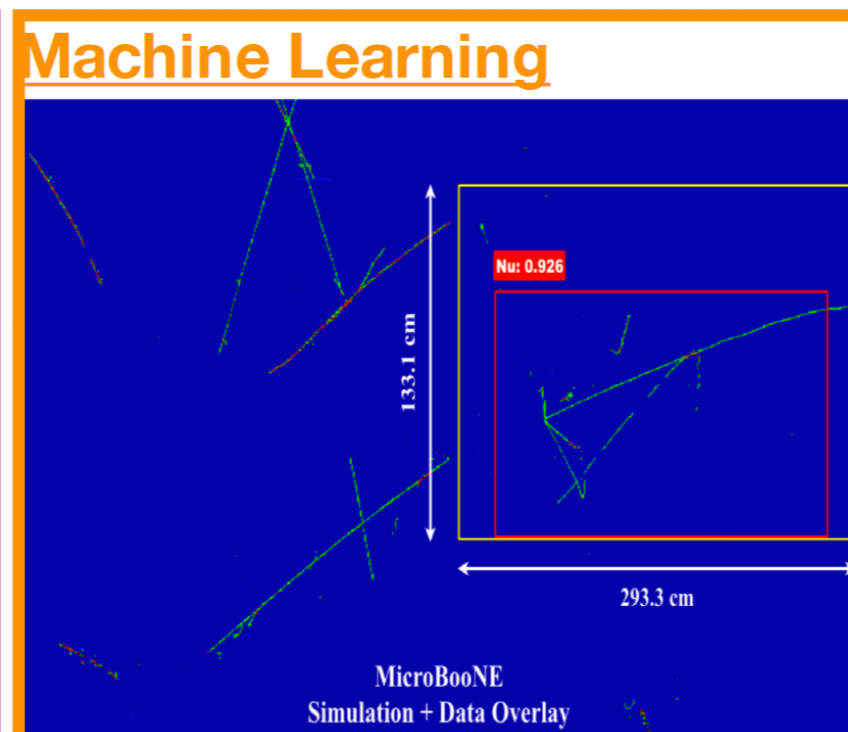 Machine Learning
Nu: 0.926
133.1 cm
293.3 cm
MicroBooNE
Simulation + Data Overlay